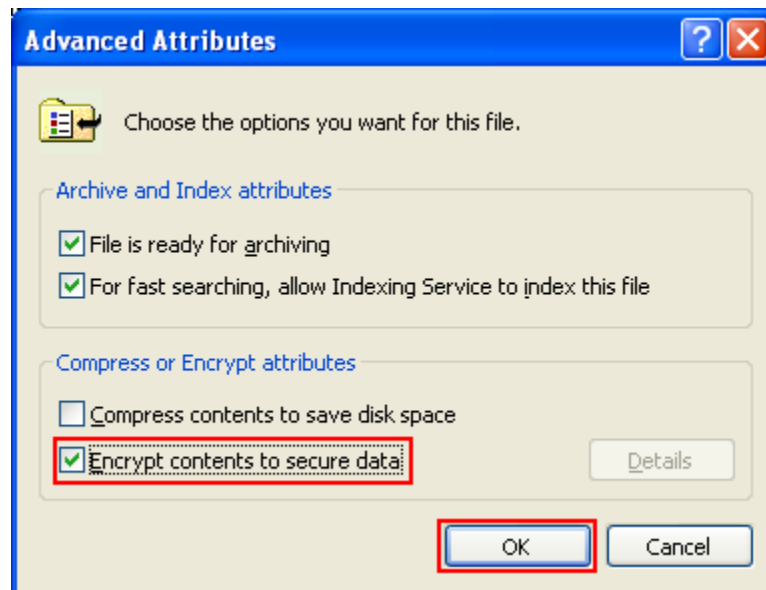 Advanced Attributes
Choose the options you want for this file.
Archive and Index attributes
File is ready for archiving
For fast searching, allow Indexing Service to index this file
Compress or Encrypt attributes
Compress contents to save disk space
Encrypt contents to secure data
Details
OK Cancel